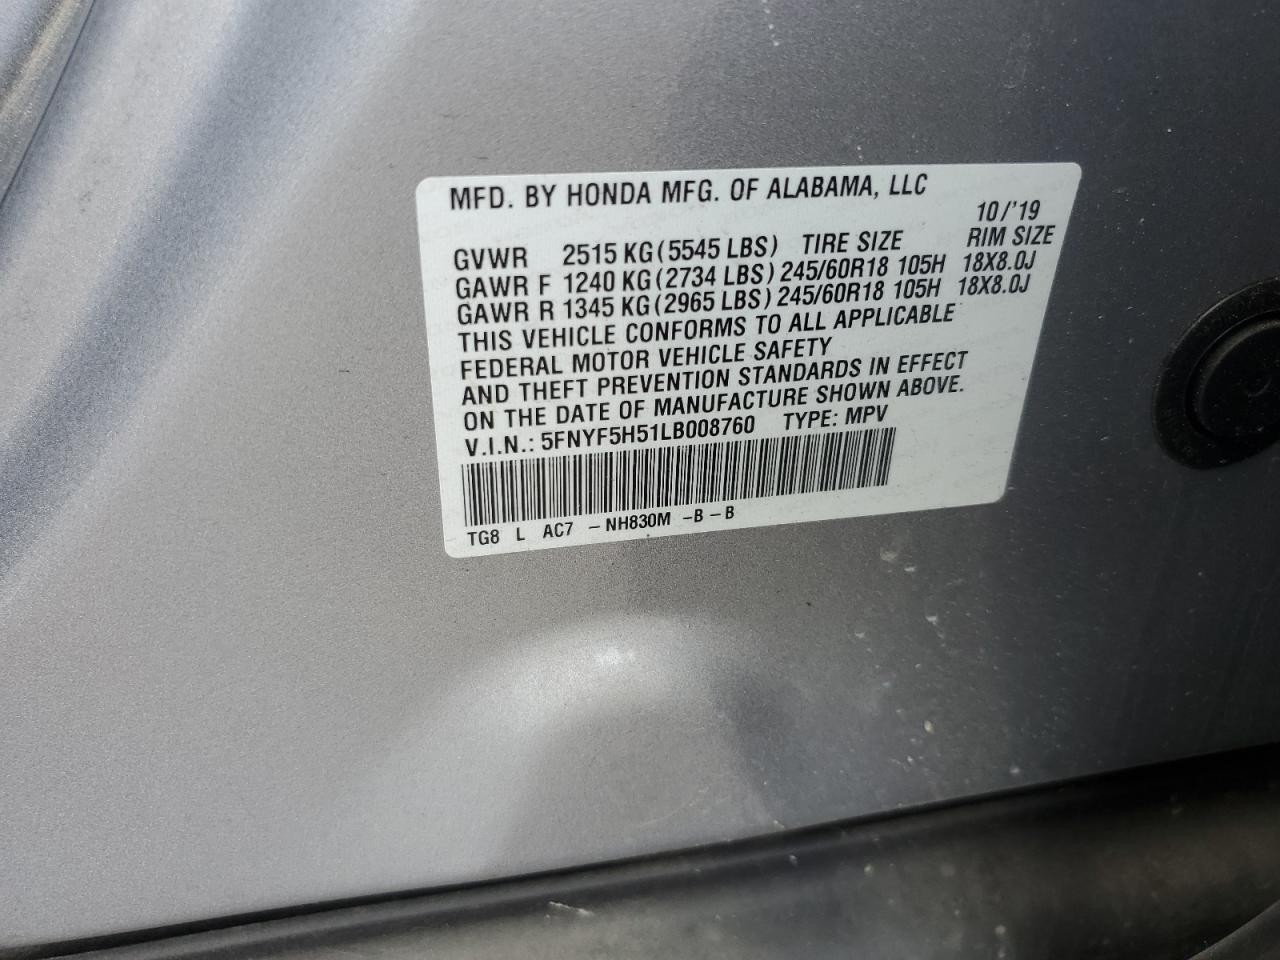 MFD. BY HONDA MFG. OF ALABAMA, LLC
10/'19
GVWR 2515 KG (5545 LBS) TIRE SIZE RIM SIZE
GAWR F 1240 KG (2734 LBS) 245/60R18 105H 18X8.0J
GAWR R 1345 KG (2965 LBS) 245/60R18 105H 18X8.0J
THIS VEHICLE CONFORMS TO ALL APPLICABLE
FEDERAL MOTOR VEHICLE SAFETY
AND THEFT PREVENTION STANDARDS IN EFFECT
ON THE DATE OF MANUFACTURE SHOWN ABOVE.
V.I.N.: 5FNYF5H51LB008760 TYPE: MPV
TG8 L AC7 -NH830M -B-B